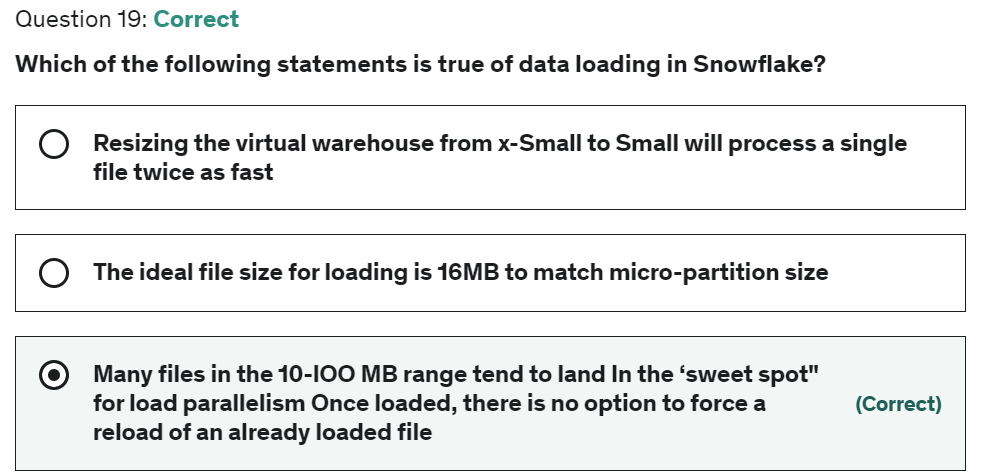 Question 19: Correct
Which of the following statements is true of data loading in Snowflake?
Resizing the virtual warehouse from x-Small to Small will process a single
file twice as fast
The ideal file size for loading is 16MB to match micro-partition size
Many files in the 10-IOO MB range tend to land In the ‘sweet spot"
for load parallelism Once loaded, there is no option to force a
reload of an already loaded file
(Correct)